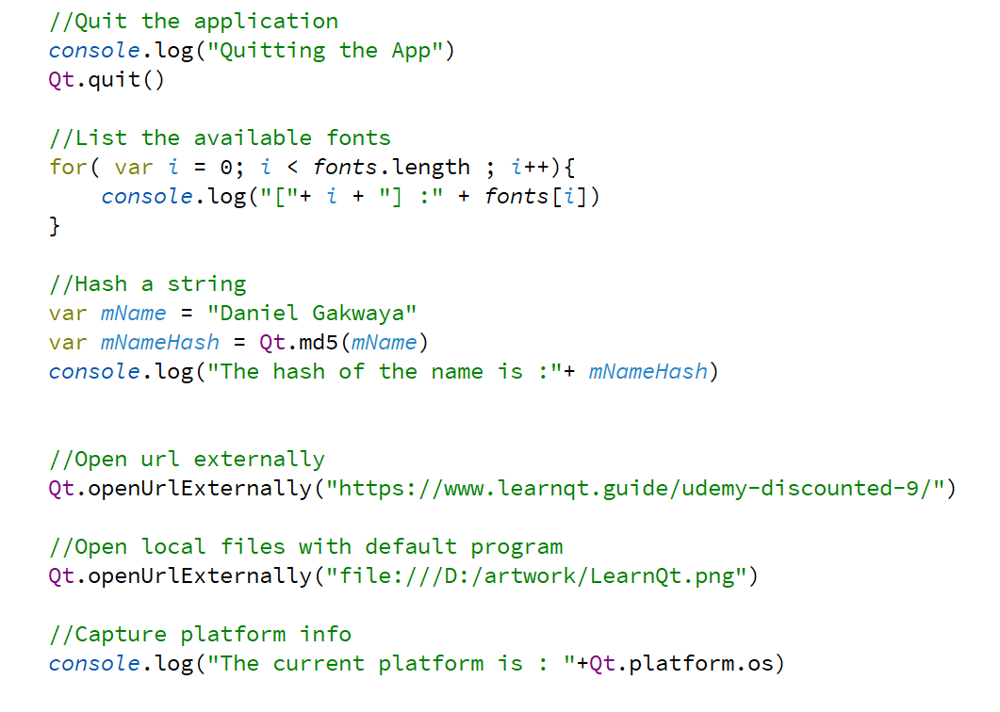 //Quit the application
console.log("Quitting the App")
Qt.quit()

//List the available fonts
for( var i = 0; i < fonts.length ; i++){
    console.log("["+ i + "] :" + fonts[i])
}

//Hash a string
var mName = "Daniel Gakwaya"
var mNameHash = Qt.md5(mName)
console.log("The hash of the name is :"+ mNameHash)

//Open url externally
Qt.openUrlExternally("https://www.learnqt.guide/udemy-discounted-9/")

//Open local files with default program
Qt.openUrlExternally("file:///D:/artwork/LearnQt.png")

//Capture platform info
console.log("The current platform is : "+Qt.platform.os)